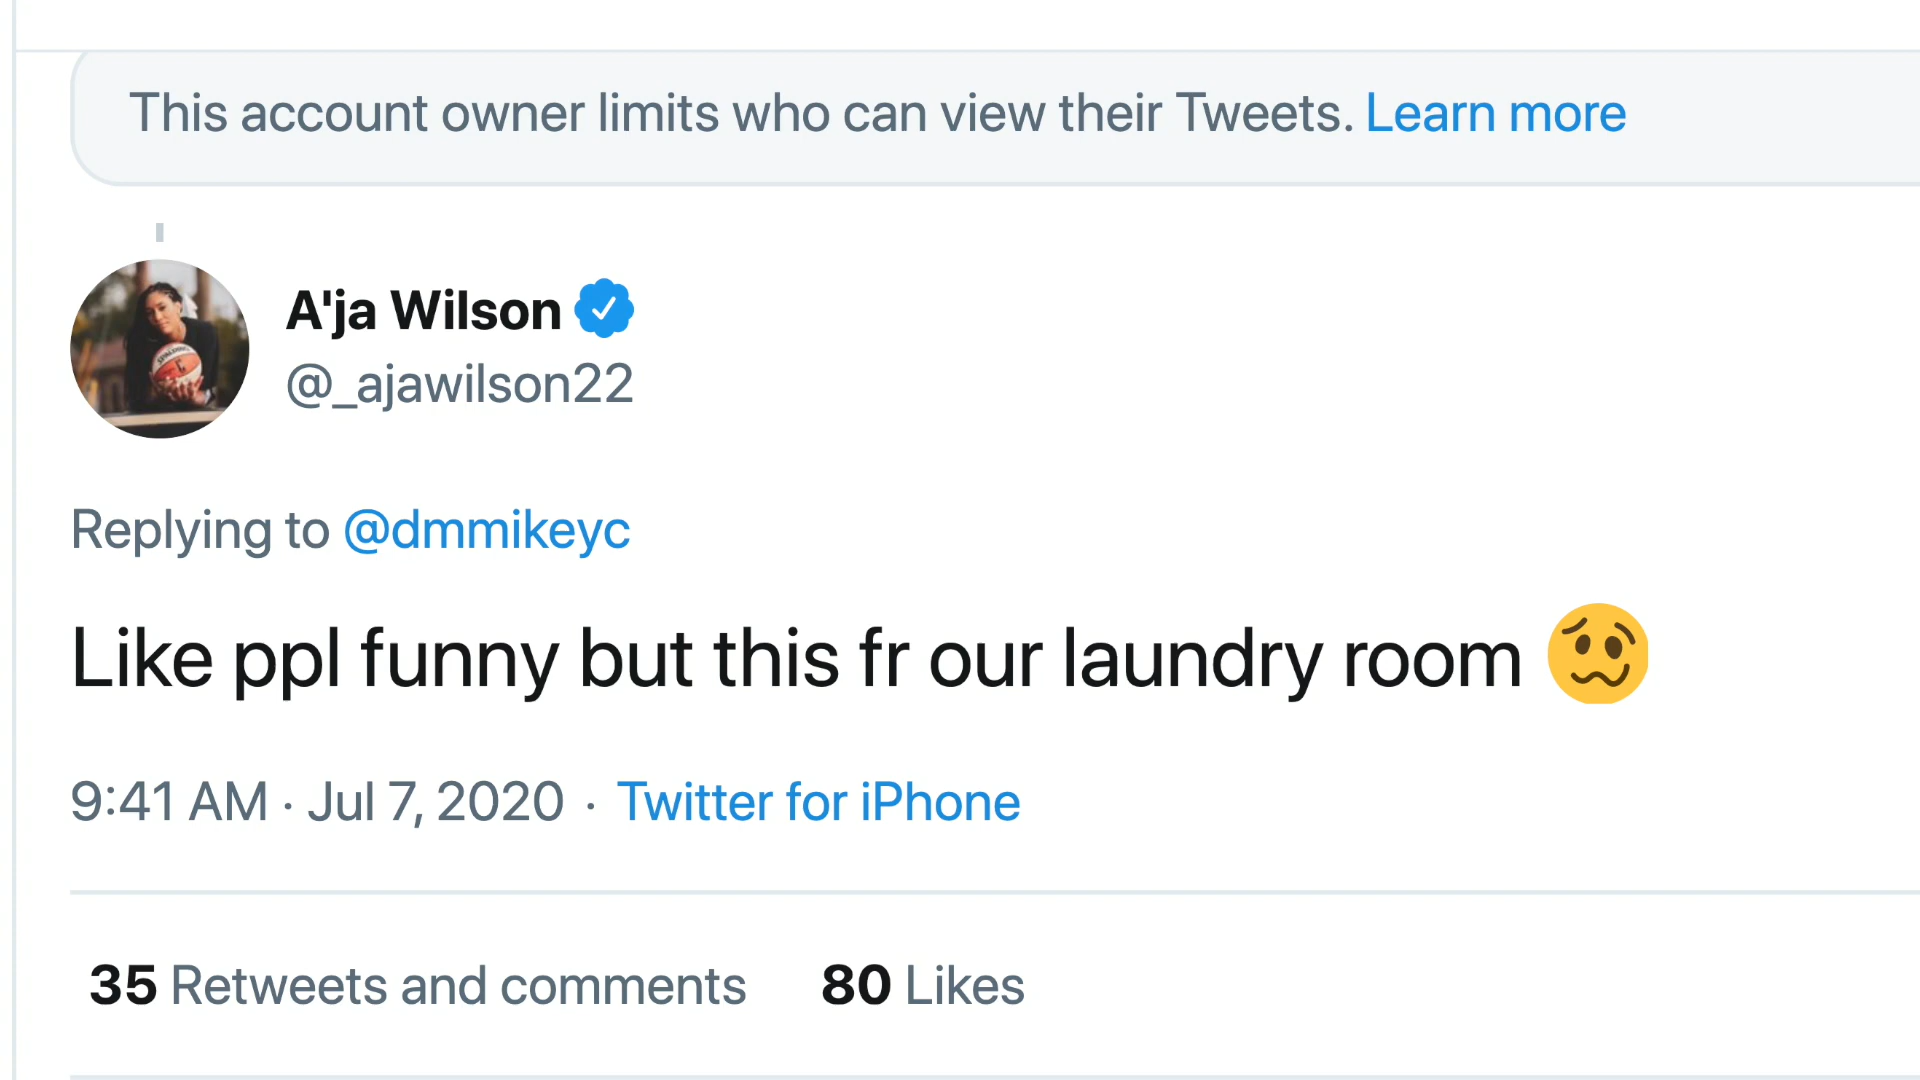 This account owner limits who can view their Tweets. Learn more
A'ja Wilson
@_ajawilson22
Replying to @dmmikeyc
Like ppl funny but this fr our laundry room 🥴
9:41 AM · Jul 7, 2020 · Twitter for iPhone
35 Retweets and comments 80 Likes